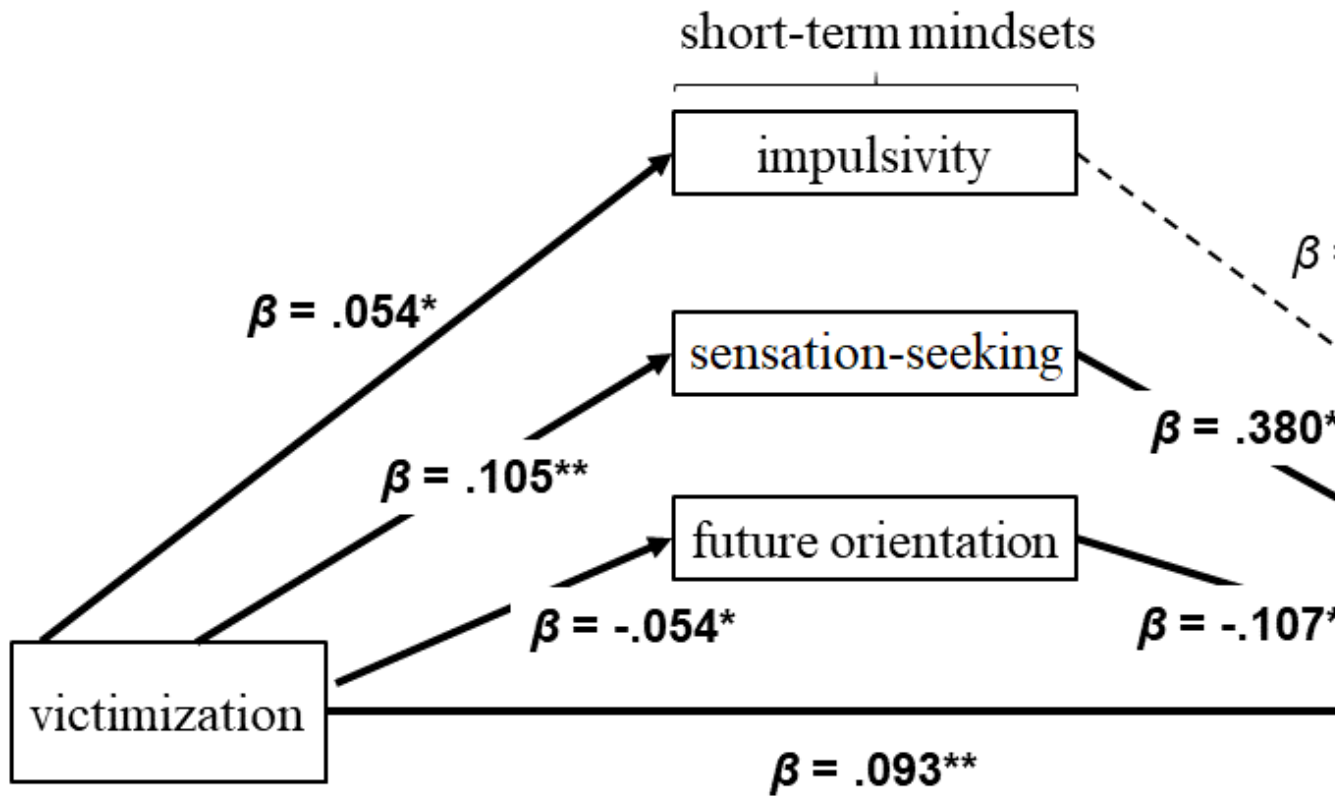 short-term mindsets
impulsivity
β =
β = .054*
sensation-seeking
β = .380*
β = .105**
future orientation
β = -.054*
β = -.107*
victimization
β = .093**